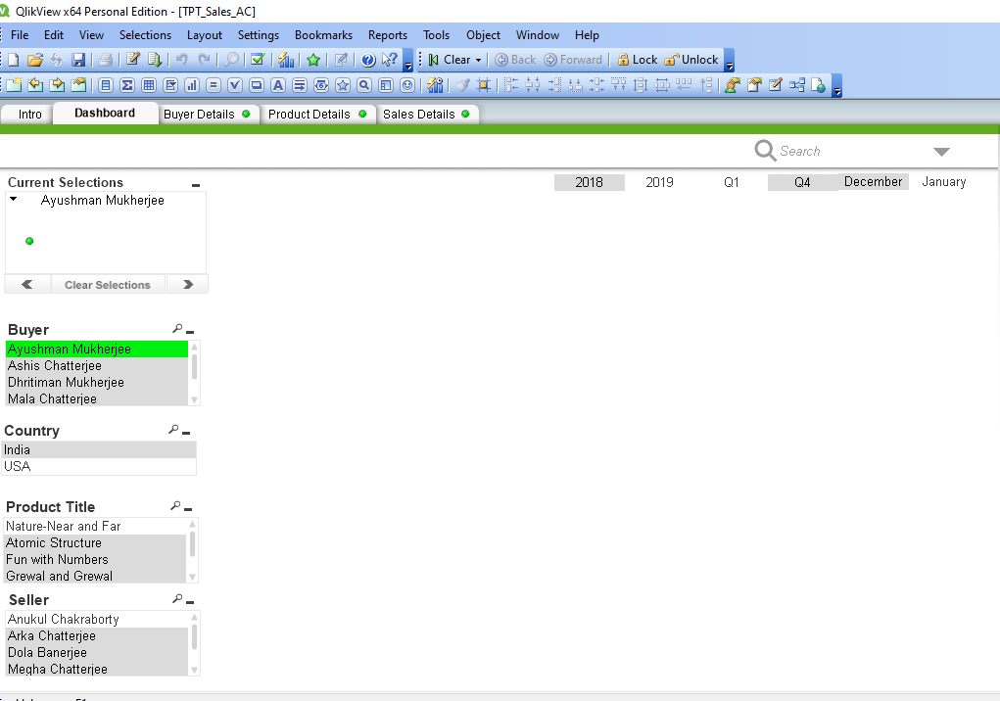 QlikView x64 Personal Edition - [TPT_Sales_AC]
File Edit View Selections Layout Settings Bookmarks Reports Tools Object Window Help
Clear Back Forward Lock Unlock
Intro Dashboard Buyer Details Product Details Sales Details
Search
Current Selections
2018 2019 Q1 Q4 December January
Ayushman Mukherjee
Clear Selections
Buyer
Ayushman Mukherjee
Ashis Chatterjee
Dhritiman Mukherjee
Mala Chatterjee
Country
India
USA
Product Title
Nature-Near and Far
Atomic Structure
Fun with Numbers
Grewal and Grewal
Seller
Anukul Chakraborty
Arka Chatterjee
Dola Banerjee
Megha Chatterjee